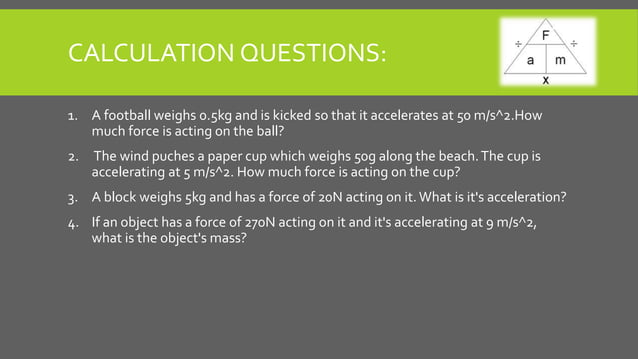 CALCULATION QUESTIONS:
F
÷ ÷
a m
x
1. A football weighs 0.5kg and is kicked so that it accelerates at 50 m/s^2.How
much force is acting on the ball?
2. The wind puches a paper cup which weighs 50g along the beach. The cup is
accelerating at 5 m/s^2. How much force is acting on the cup?
3. A block weighs 5kg and has a force of 20N acting on it. What is it's acceleration?
4. If an object has a force of 270N acting on it and it's accelerating at 9 m/s^2,
what is the object's mass?